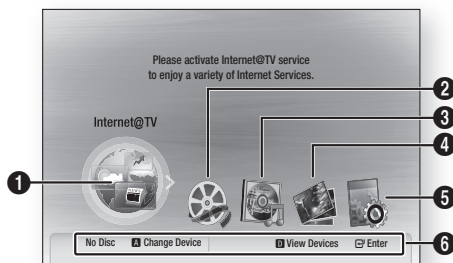 Please activate Internet@TV service
to enjoy a variety of Internet Services.
Internet@TV
1
2
3
4
5
6
No Disc A Change Device D View Devices Enter